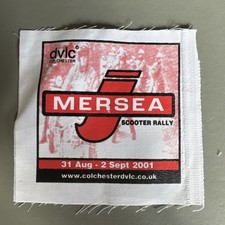 dvlc
COLCHESTER
J
MERSEA
SCOOTER RALLY
31 Aug - 2 Sept 2001
www.colchesterdvlc.co.uk